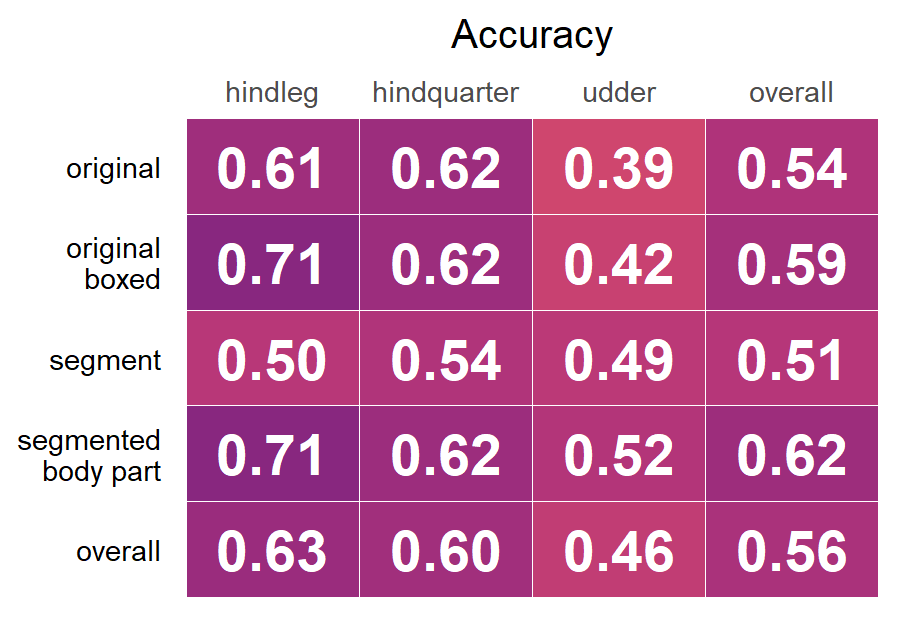 Accuracy
hindleg hindquarter udder overall
original 0.61 0.62 0.39 0.54
original
boxed 0.71 0.62 0.42 0.59
segment 0.50 0.54 0.49 0.51
segmented
body part 0.71 0.62 0.52 0.62
overall 0.63 0.60 0.46 0.56